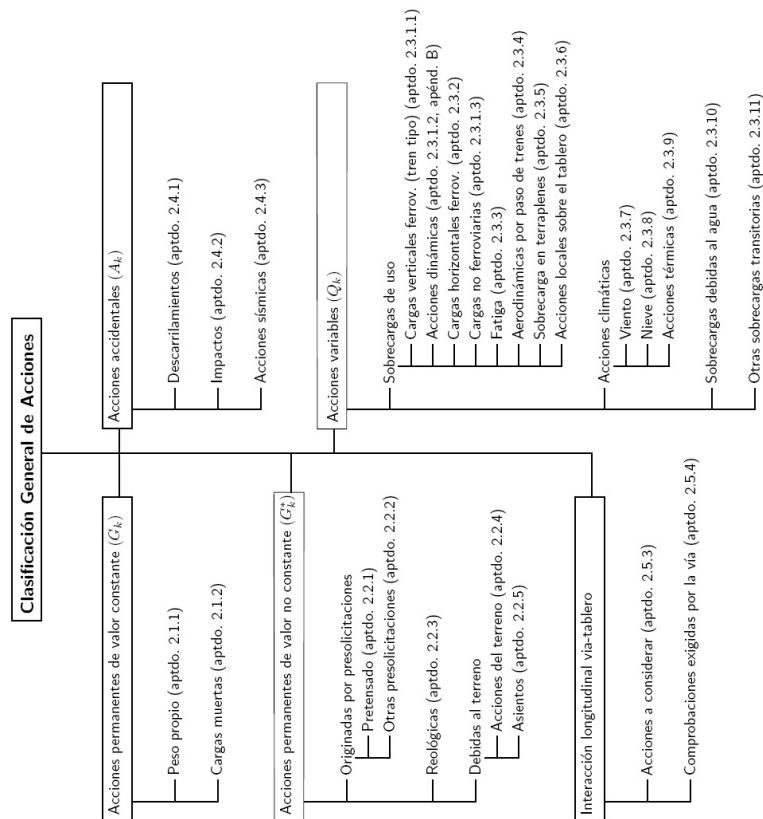 Clasificación General de Acciones
Acciones permanentes de valor constante (G_k)
Peso propio (aptdo. 2.1.1)
Cargas muertas (aptdo. 2.1.2)
Acciones permanentes de valor no constante (G*_k)
Originadas por presolicitaciones
Pretensado (aptdo. 2.2.1)
Otras presolicitaciones (aptdo. 2.2.2)
Reológicas (aptdo. 2.2.3)
Debidas al terreno
Acciones del terreno (aptdo. 2.2.4)
Asientos (aptdo. 2.2.5)
Interacción longitudinal via-tablero
Acciones a considerar (aptdo. 2.5.3)
Comprobaciones exigidas por la vía (aptdo. 2.5.4)
Acciones accidentales (A_k)
Descarrilamientos (aptdo. 2.4.1)
Impactos (aptdo. 2.4.2)
Acciones sísmicas (aptdo. 2.4.3)
Acciones variables (Q_k)
Sobrecargas de uso
Cargas verticales ferrov. (tren tipo) (aptdo. 2.3.1.1)
Acciones dinámicas (aptdo. 2.3.1.2, apénd. B)
Cargas horizontales ferrov. (aptdo. 2.3.2)
Cargas no ferroviarias (aptdo. 2.3.1.3)
Fatiga (aptdo. 2.3.3)
Aerodinámicas por paso de trenes (aptdo. 2.3.4)
Sobrecarga en terraplenes (aptdo. 2.3.5)
Acciones locales sobre el tablero (aptdo. 2.3.6)
Acciones climáticas
Viento (aptdo. 2.3.7)
Nieve (aptdo. 2.3.8)
Acciones térmicas (aptdo. 2.3.9)
Sobrecargas debidas al agua (aptdo. 2.3.10)
Otras sobrecargas transitorias (aptdo. 2.3.11)